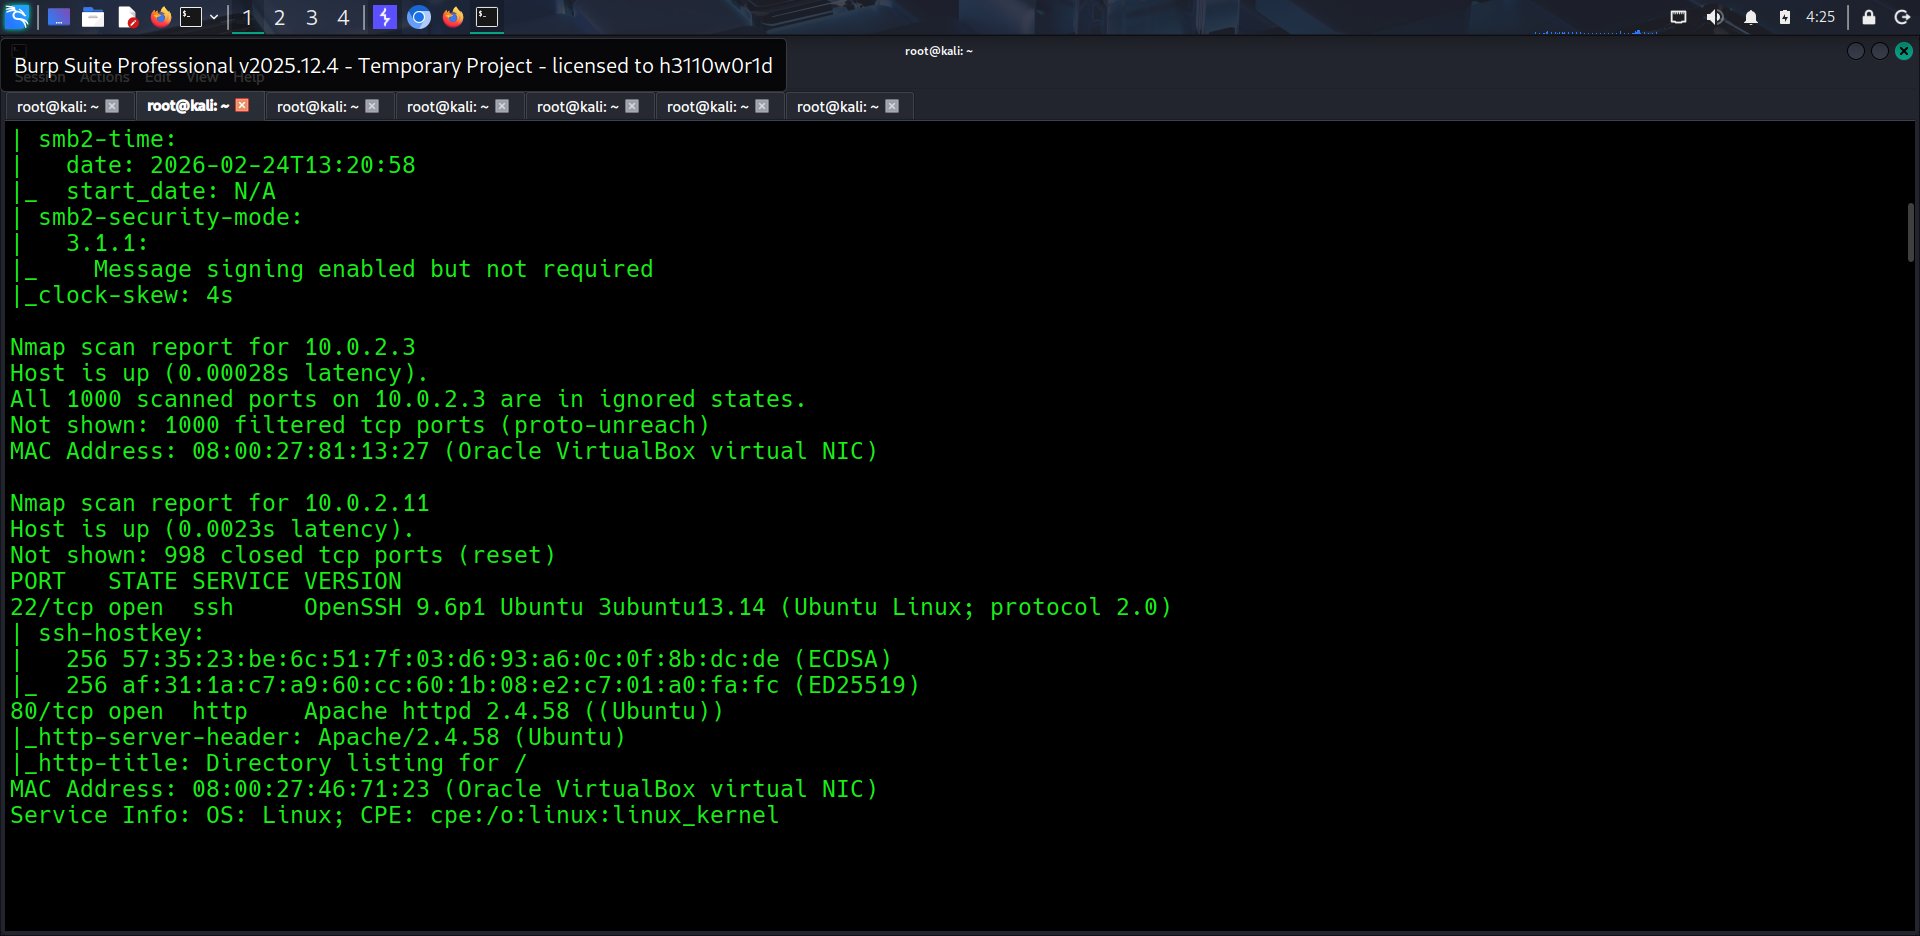 1 2 3 4 4:25
root@kali: ~
Burp Suite Professional v2025.12.4 - Temporary Project - licensed to h3110w0r1d
Session Actions Edit View Help
root@kali: ~ root@kali: ~ root@kali: ~ root@kali: ~ root@kali: ~ root@kali: ~ root@kali: ~
| smb2-time:
|   date: 2026-02-24T13:20:58
|_  start_date: N/A
| smb2-security-mode:
|   3.1.1:
|_    Message signing enabled but not required
|_clock-skew: 4s
Nmap scan report for 10.0.2.3
Host is up (0.00028s latency).
All 1000 scanned ports on 10.0.2.3 are in ignored states.
Not shown: 1000 filtered tcp ports (proto-unreach)
MAC Address: 08:00:27:81:13:27 (Oracle VirtualBox virtual NIC)
Nmap scan report for 10.0.2.11
Host is up (0.0023s latency).
Not shown: 998 closed tcp ports (reset)
PORT   STATE SERVICE VERSION
22/tcp open  ssh     OpenSSH 9.6p1 Ubuntu 3ubuntu13.14 (Ubuntu Linux; protocol 2.0)
| ssh-hostkey:
|   256 57:35:23:be:6c:51:7f:03:d6:93:a6:0c:0f:8b:dc:de (ECDSA)
|_  256 af:31:1a:c7:a9:60:cc:60:1b:08:e2:c7:01:a0:fa:fc (ED25519)
80/tcp open  http    Apache httpd 2.4.58 ((Ubuntu))
|_http-server-header: Apache/2.4.58 (Ubuntu)
|_http-title: Directory listing for /
MAC Address: 08:00:27:46:71:23 (Oracle VirtualBox virtual NIC)
Service Info: OS: Linux; CPE: cpe:/o:linux:linux_kernel